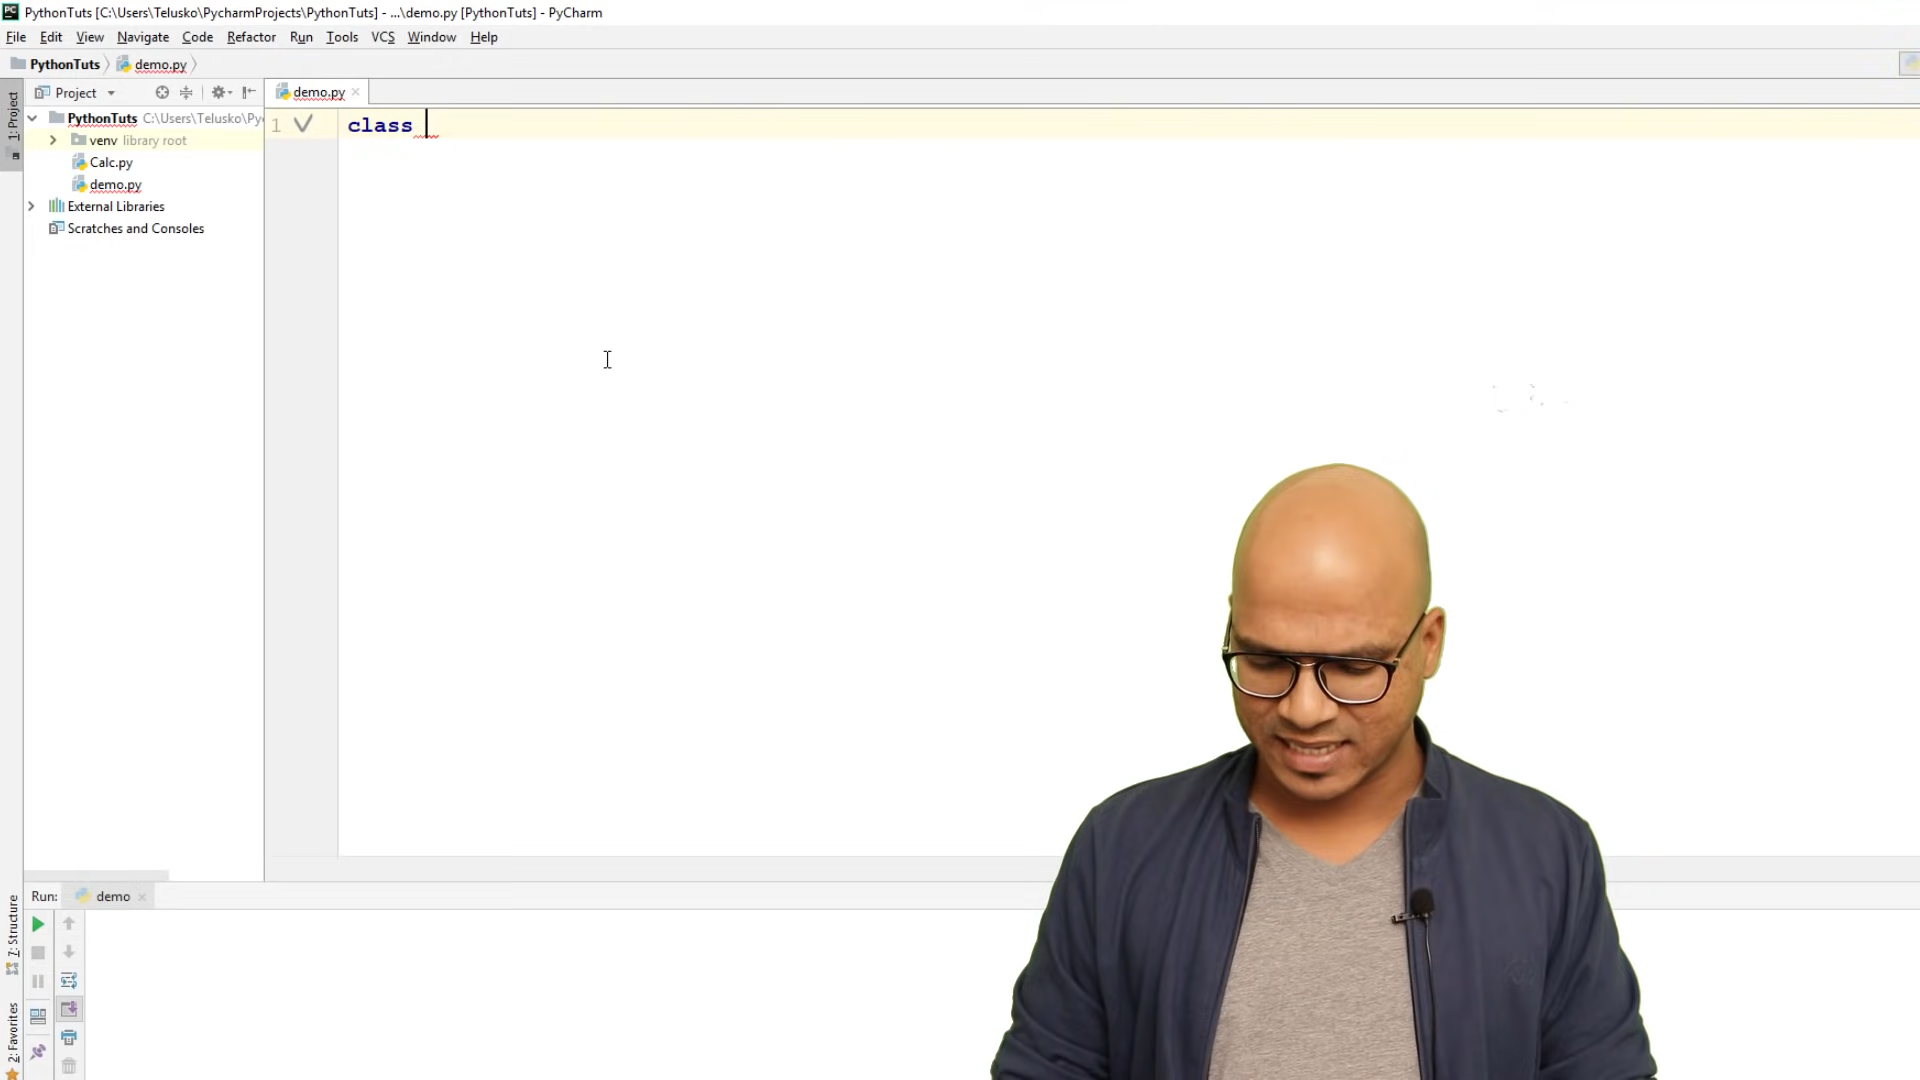 PythonTuts [C:\Users\Telusko\PycharmProjects\PythonTuts] - ...\demo.py [PythonTuts] - PyCharm
File Edit View Navigate Code Refactor Run Tools VCS Window Help
PythonTuts demo.py
Project demo.py
1: Project
PythonTuts C:\Users\Telusko\Py
1 class
venv library root
Calc.py
demo.py
External Libraries
Scratches and Consoles
Run: demo
7: Structure
2: Favorites